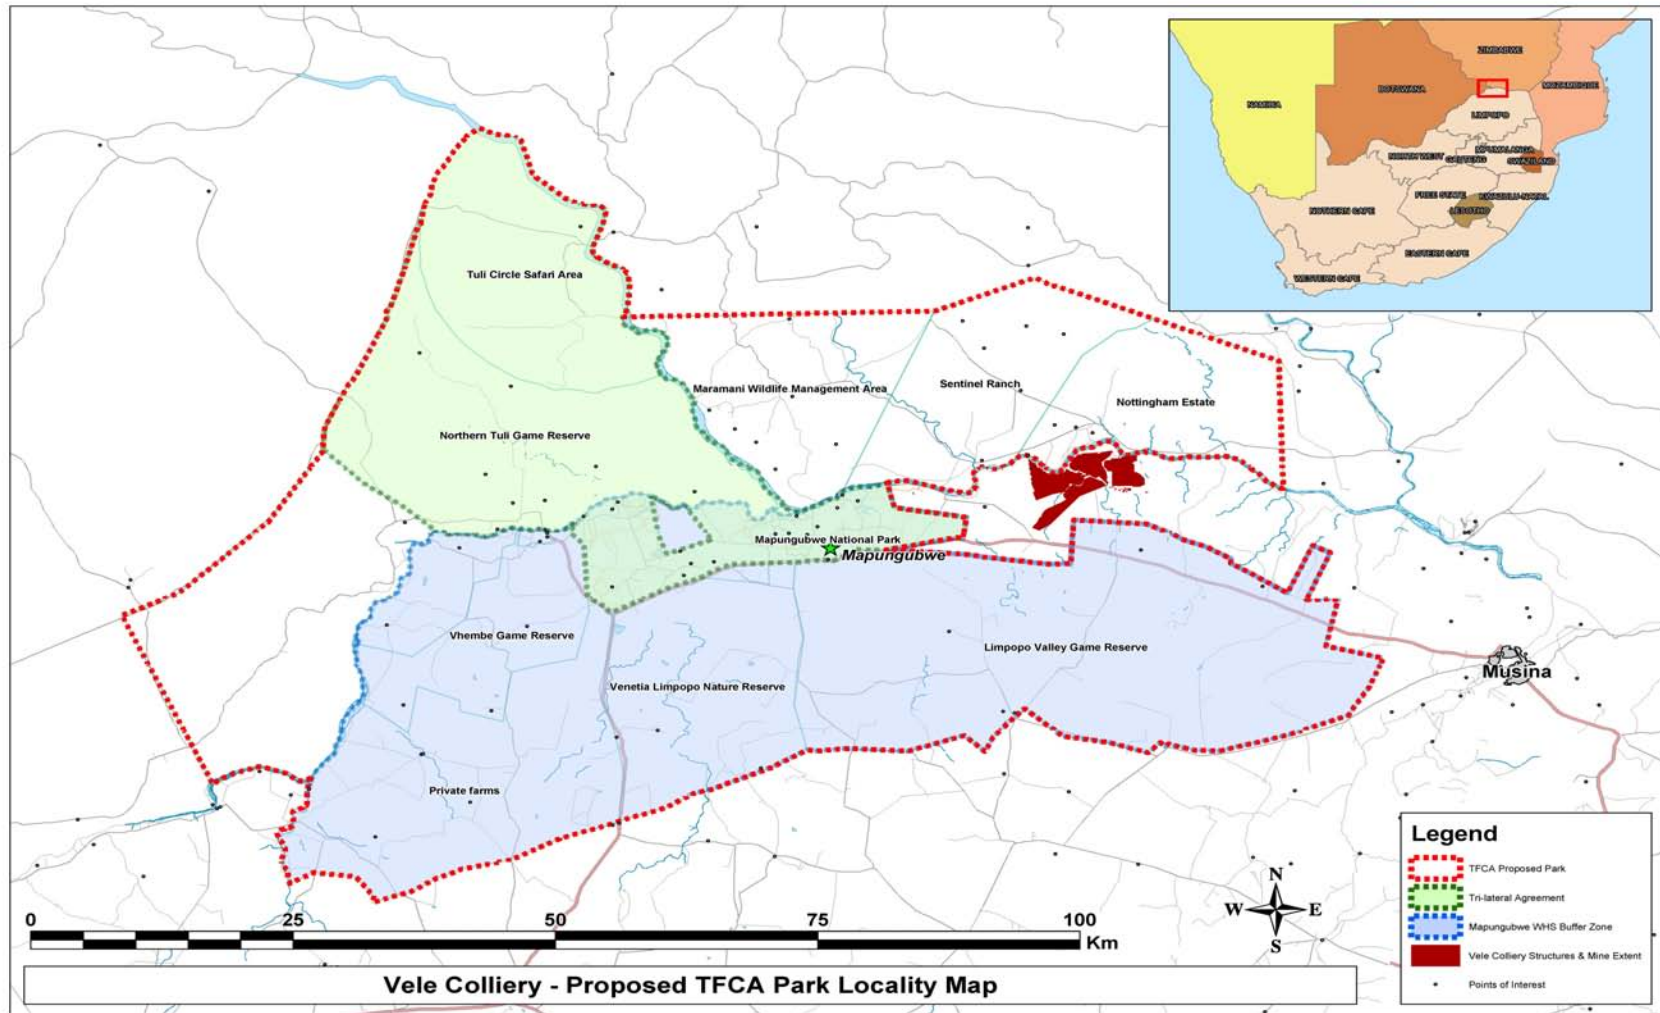 NAMIBIA
BOTSWANA
ZIMBABWE
MOZAMBIQUE
LIMPOPO
NORTH WEST
GAUTENG
MPUMALANGA
SWAZILAND
FREE STATE
KWAZULU-NATAL
LESOTHO
NOTHERN CAPE
EASTERN CAPE
WESTERN CAPE
Tuli Circle Safari Area
Maramani Wildlife Management Area
Sentinel Ranch
Nottingham Estate
Northern Tuli Game Reserve
Mapungubwe National Park
Mapungubwe
Vhembe Game Reserve
Limpopo Valley Game Reserve
Venetia Limpopo Nature Reserve
Musina
Private farms
N
W E
S
0 25 50 75 100
Km
Vele Colliery - Proposed TFCA Park Locality Map
Legend
TFCA Proposed Park
Tri-lateral Agreement
Mapungubwe WHS Buffer Zone
Vele Colliery Structures & Mine Extent
Points of Interest